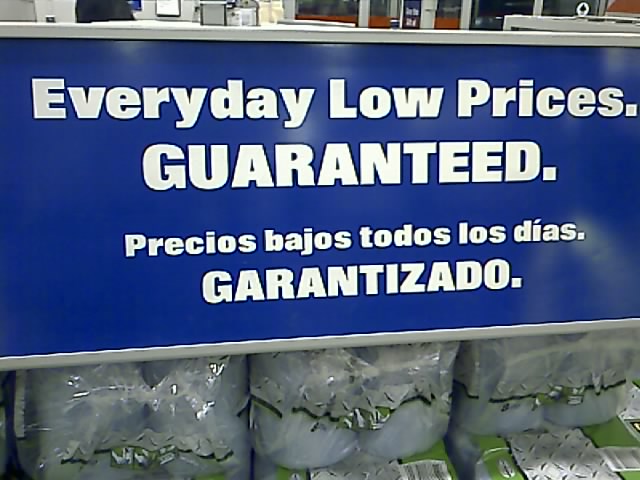 Everyday Low Prices.
GUARANTEED.
Precios bajos todos los días.
GARANTIZADO.